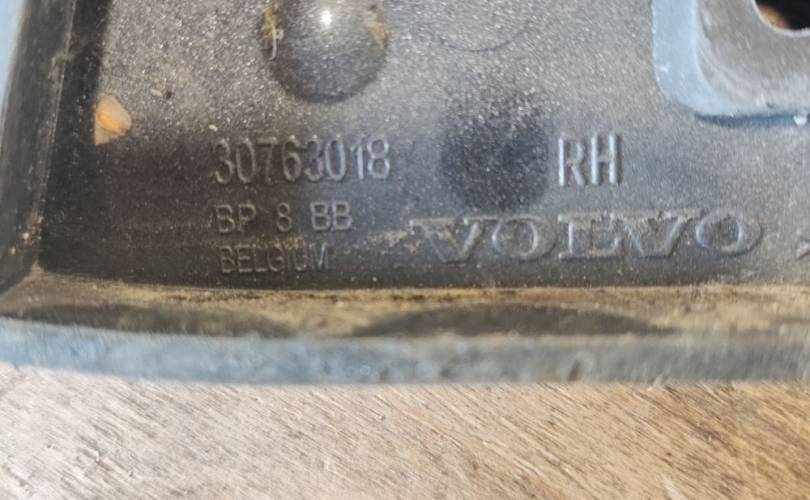 30763018 RH
BP 8 BB
BELGIUM VOLVO